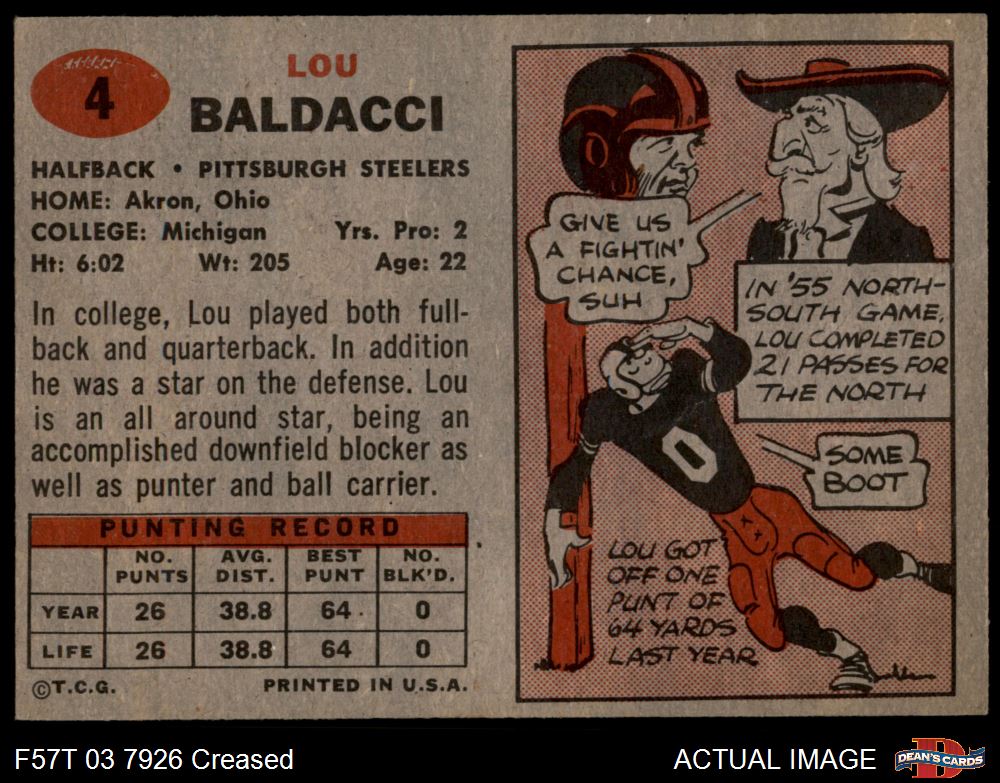 4
LOU
BALDACCI
HALFBACK • PITTSBURGH STEELERS
HOME: Akron, Ohio
COLLEGE: Michigan Yrs. Pro: 2
Ht: 6:02 Wt: 205 Age: 22
In college, Lou played both full-
back and quarterback. In addition
he was a star on the defense. Lou
is an all around star, being an
accomplished downfield blocker as
well as punter and ball carrier.
PUNTING RECORD
NO. PUNTS AVG. DIST. BEST PUNT NO. BLK'D.
YEAR 26 38.8 64 0
LIFE 26 38.8 64 0
©T.C.G. PRINTED IN U.S.A.
GIVE US
A FIGHTIN'
CHANCE,
SUH
IN '55 NORTH-
SOUTH GAME,
LOU COMPLETED
21 PASSES FOR
THE NORTH
SOME
BOOT
0
LOU GOT
OFF ONE
PUNT OF
64 YARDS
LAST YEAR
F57T 03 7926 Creased
ACTUAL IMAGE
D
DEAN'S CARDS